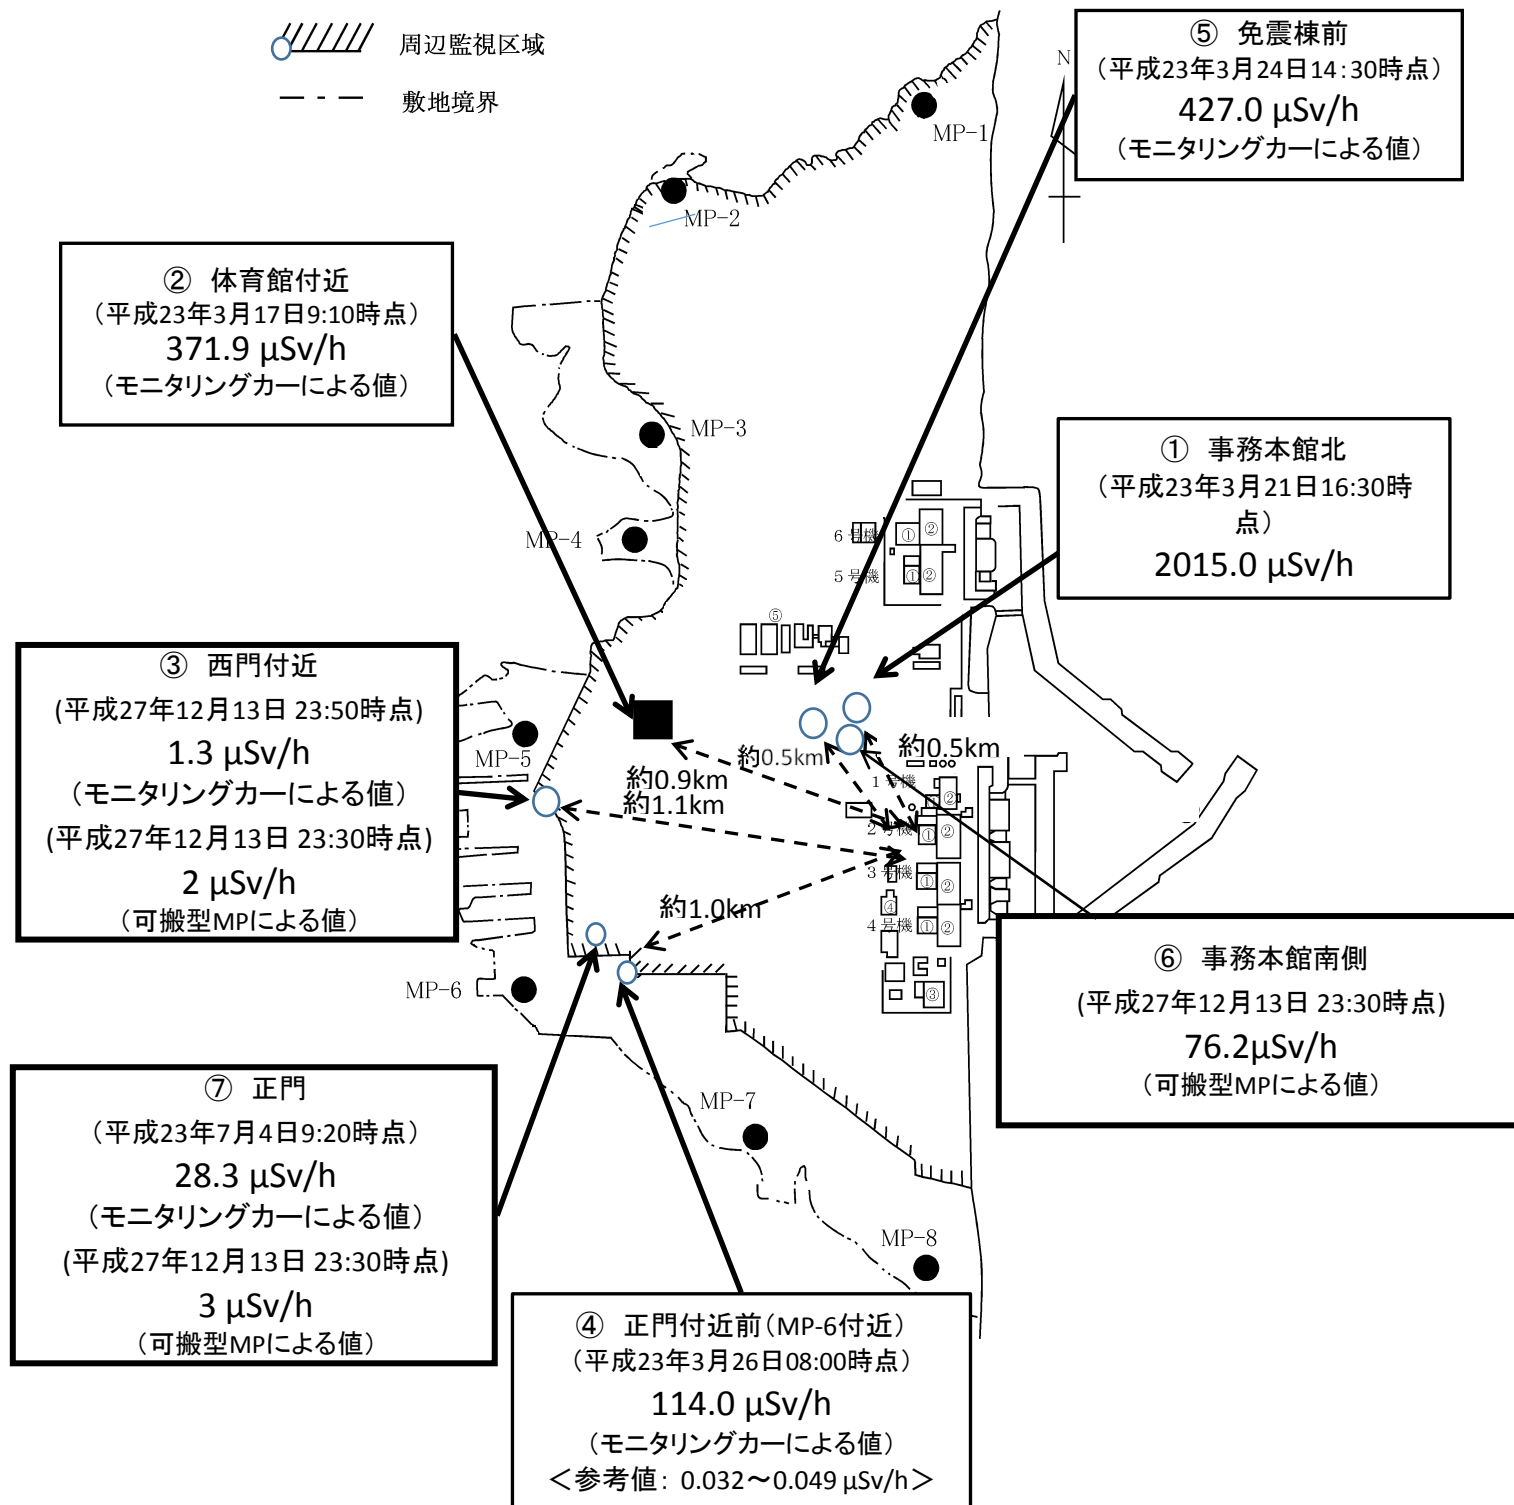 周辺監視区域
敷地境界
⑤ 免震棟前
（平成23年3月24日14:30時点）
427.0 μSv/h
（モニタリングカーによる値）
N
MP-1
MP-2
② 体育館付近
（平成23年3月17日9:10時点）
371.9 μSv/h
（モニタリングカーによる値）
MP-3
① 事務本館北
（平成23年3月21日16:30時
点）
2015.0 μSv/h
MP-4
6号機
①
②
5号機
①
②
⑤
③ 西門付近
(平成27年12月13日 23:50時点)
1.3 μSv/h
（モニタリングカーによる値）
(平成27年12月13日 23:30時点)
2 μSv/h
（可搬型MPによる値）
MP-5
約0.5km
約0.5km
約0.9km
約1.1km
1号機
①
②
2号機
①
②
3号機
①
②
④
4号機
①
②
約1.0km
③
MP-6
⑥ 事務本館南側
(平成27年12月13日 23:30時点)
76.2μSv/h
（可搬型MPによる値）
⑦ 正門
（平成23年7月4日9:20時点）
28.3 μSv/h
（モニタリングカーによる値）
(平成27年12月13日 23:30時点)
3 μSv/h
（可搬型MPによる値）
MP-7
MP-8
④ 正門付近前（MP-6付近）
（平成23年3月26日08:00時点）
114.0 μSv/h
（モニタリングカーによる値）
＜参考値: 0.032～0.049 μSv/h＞